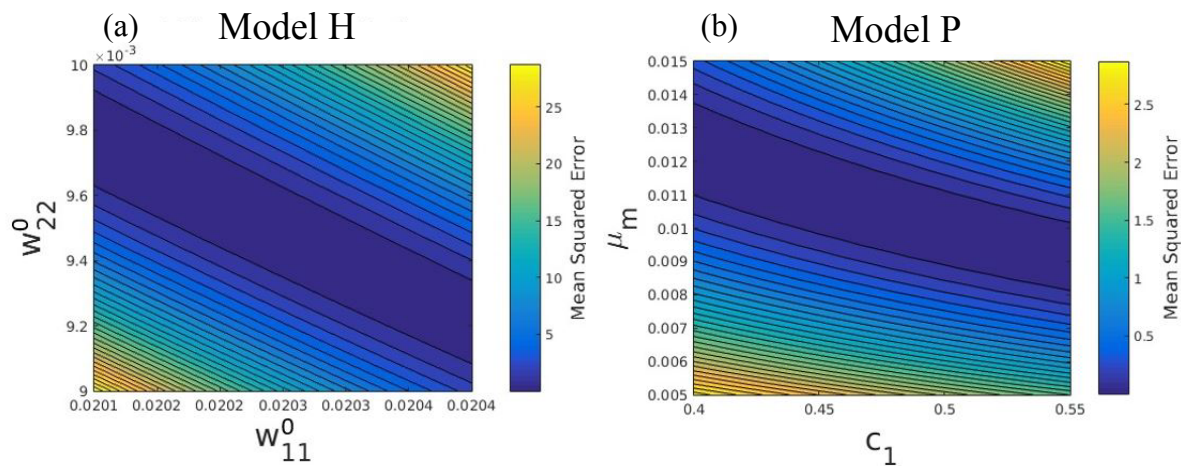 (a) Model H
×10⁻³
10
9.8
9.6
9.4
9.2
9
w⁰₂₂
0.0201 0.0202 0.0202 0.0203 0.0203 0.0204 0.0204
w⁰₁₁
25
20
15
10
5
Mean Squared Error
(b) Model P
0.015
0.014
0.013
0.012
0.011
0.01
0.009
0.008
0.007
0.006
0.005
μₘ
0.4 0.45 0.5 0.55
c₁
2.5
2
1.5
1
0.5
Mean Squared Error